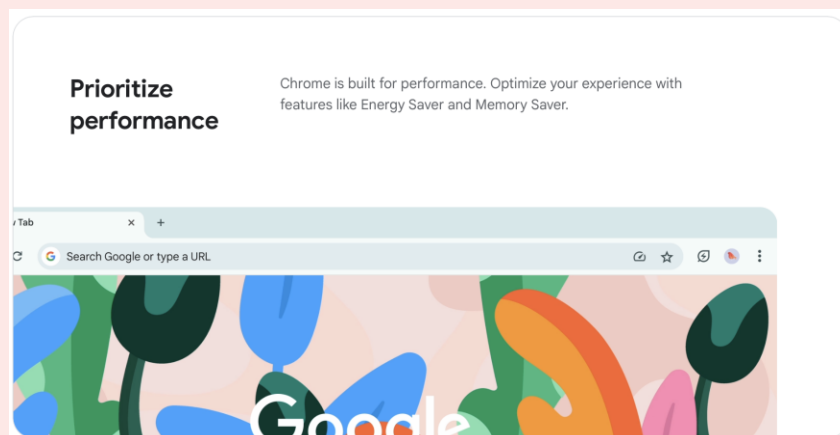 Prioritize
performance
Chrome is built for performance. Optimize your experience with
features like Energy Saver and Memory Saver.
Tab
Search Google or type a URL
Google